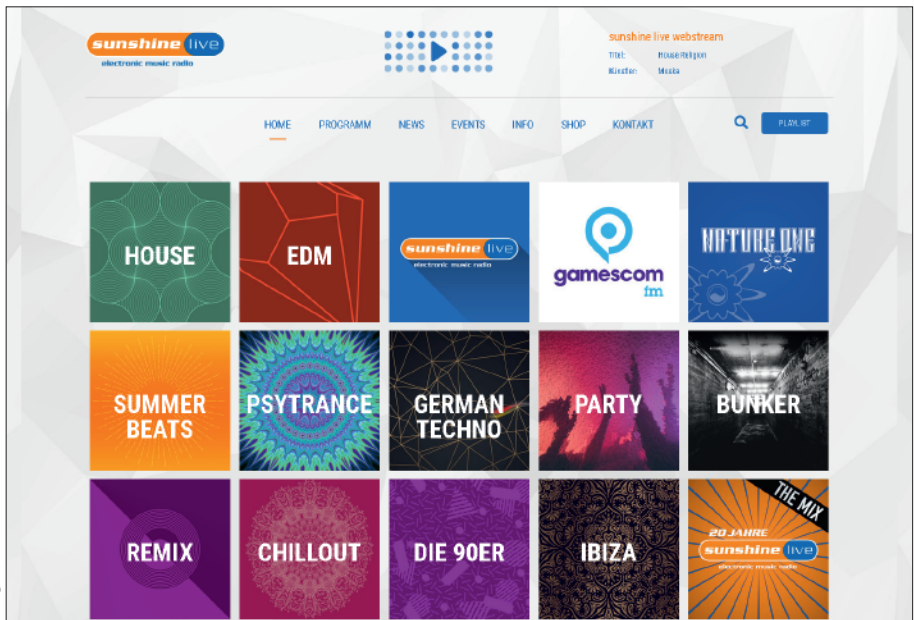 sunshine live
electronic music radio
sunshine live webstream
Titel: House Religion
Künstler:
HOME PROGRAMM NEWS EVENTS INFO SHOP KONTAKT PLAYLIST
HOUSE
EDM
sunshine live
electronic music radio
gamescom
fm
NATURE ONE
SUMMER
BEATS
PSYTRANCE
GERMAN
TECHNO
PARTY
BUNKER
REMIX
CHILLOUT
DIE 90ER
IBIZA
THE MIX
20 JAHRE
sunshine live
electronic music radio